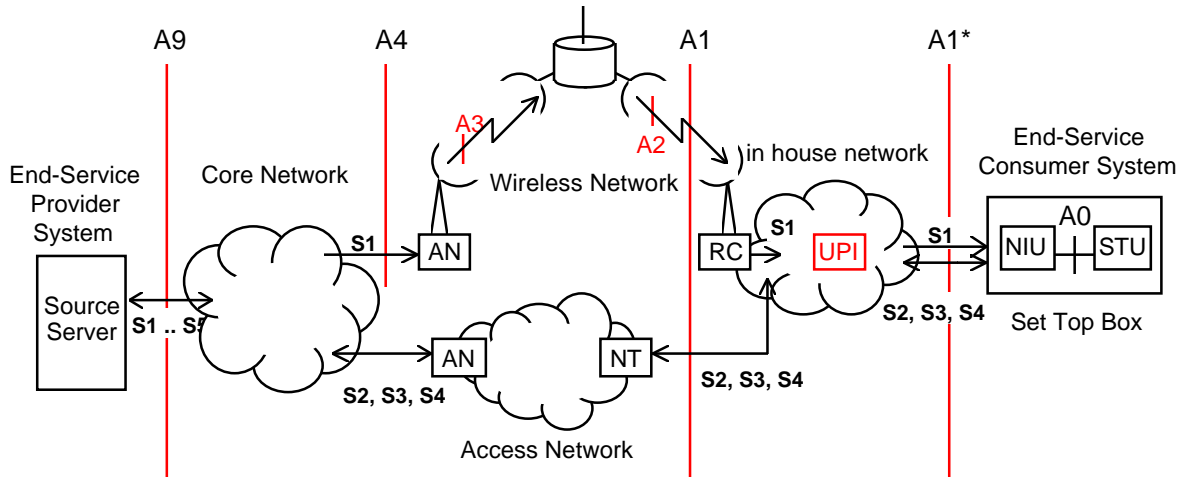 A9
A4
A1
A1*
A3
A2
End-Service
Provider
System
Core Network
Wireless Network
in house network
End-Service
Consumer System
S1
AN
RC
S1
UPI
S1
A0
NIU
STU
Source
Server
S1 .. S5
S2, S3, S4
Set Top Box
AN
NT
S2, S3, S4
S2, S3, S4
Access Network